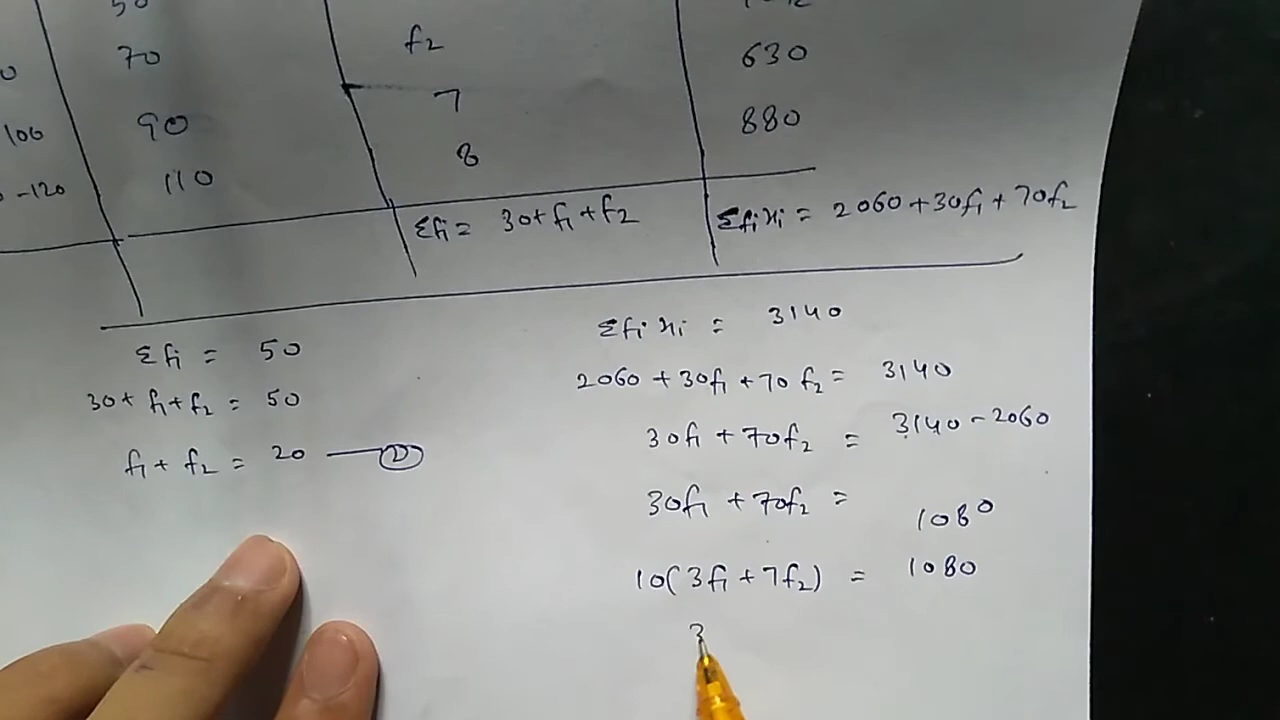 50
70 f2 630
100 90 7 880
-120 110 8
Σfi = 30+f1+f2 Σfixi = 2060+30f1+70f2
Σfi = 50 Σfixi = 3140
30+f1+f2 = 50 2060+30f1+70f2 = 3140
30f1+70f2 = 3140-2060
f1+f2 = 20 — 1
30f1+70f2 = 1080
10(3f1+7f2) = 1080
3